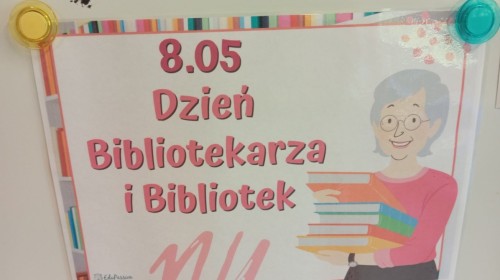 8.05
Dzień
Bibliotekarza
i Bibliotek